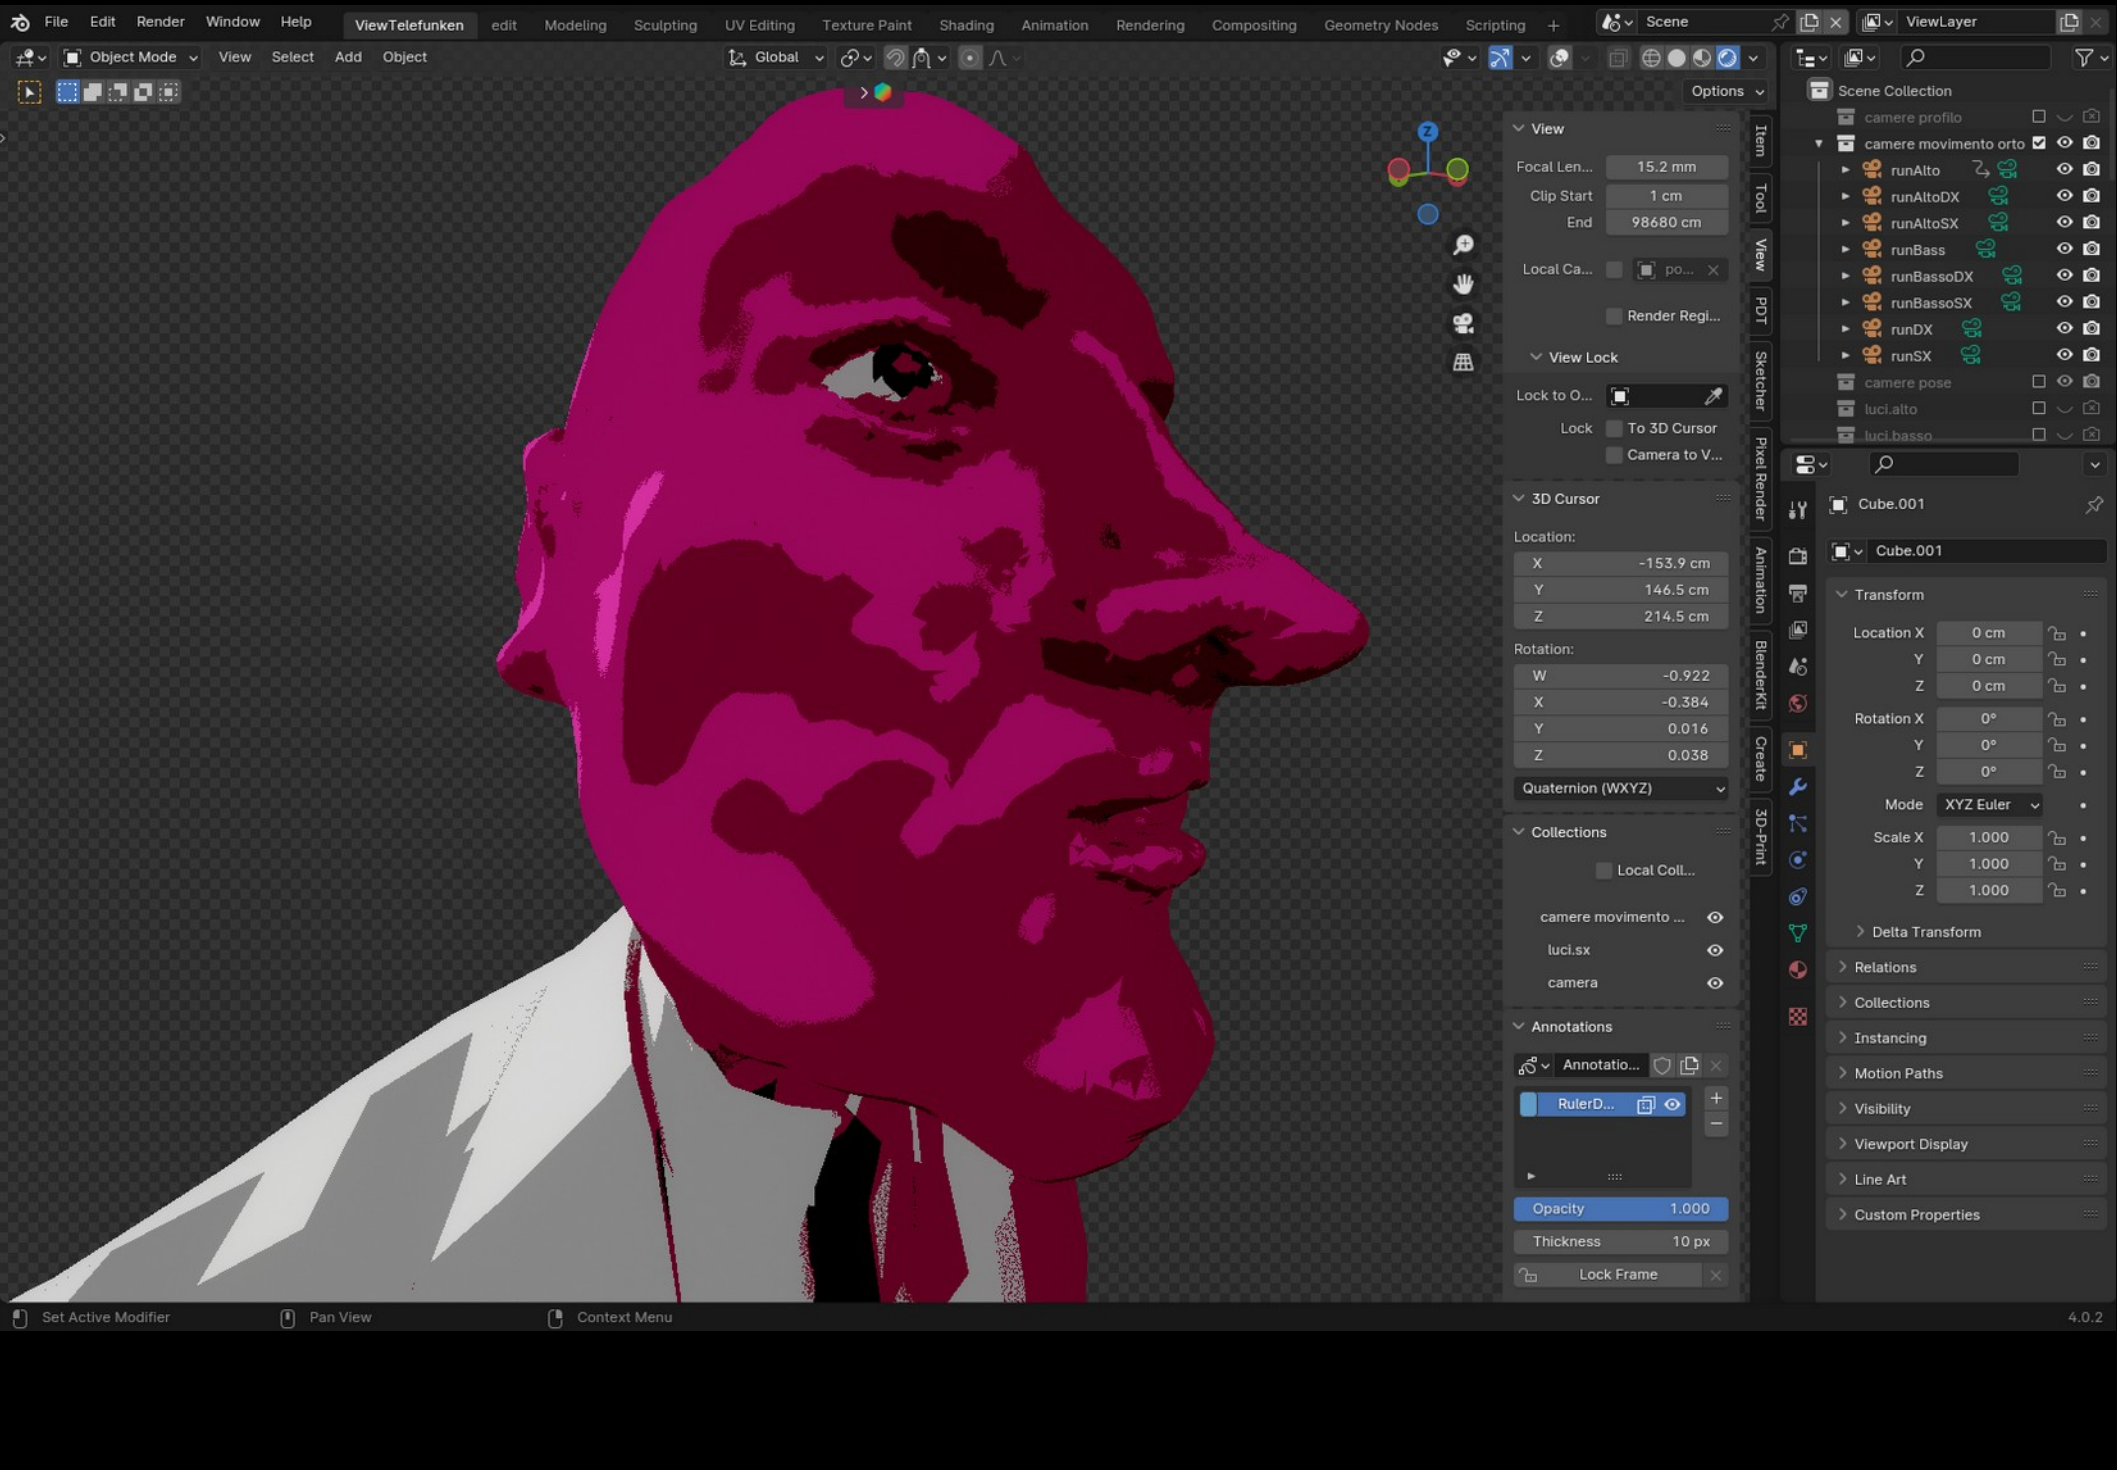 File Edit Render Window Help ViewTelefunken edit Modeling Sculpting UV Editing Texture Paint Shading Animation Rendering Compositing Geometry Nodes Scripting + Scene ViewLayer
Object Mode View Select Add Object Global
Options
Scene Collection
camere profilo
camere movimento orto
runAlto
runAltoDX
runAltoSX
runBass
runBassoDX
runBassoSX
runDX
runSX
camere pose
luci.alto
luci.basso
Z
View
Focal Len... 15.2 mm
Clip Start 1 cm
End 98680 cm
Local Ca... po...
Render Regi...
View Lock
Lock to O...
Lock To 3D Cursor
Camera to V...
3D Cursor
Location:
X -153.9 cm
Y 146.5 cm
Z 214.5 cm
Rotation:
W -0.922
X -0.384
Y 0.016
Z 0.038
Quaternion (WXYZ)
Collections
Local Coll...
camere movimento ...
luci.sx
camera
Annotations
Annotatio...
RulerD...
Opacity 1.000
Thickness 10 px
Lock Frame
Item
Tool
View
PDT
Sketcher
Pixel Render
Animation
BlenderKit
Create
3D-Print
Cube.001
Cube.001
Transform
Location X 0 cm
Y 0 cm
Z 0 cm
Rotation X 0°
Y 0°
Z 0°
Mode XYZ Euler
Scale X 1.000
Y 1.000
Z 1.000
Delta Transform
Relations
Collections
Instancing
Motion Paths
Visibility
Viewport Display
Line Art
Custom Properties
Set Active Modifier Pan View Context Menu 4.0.2